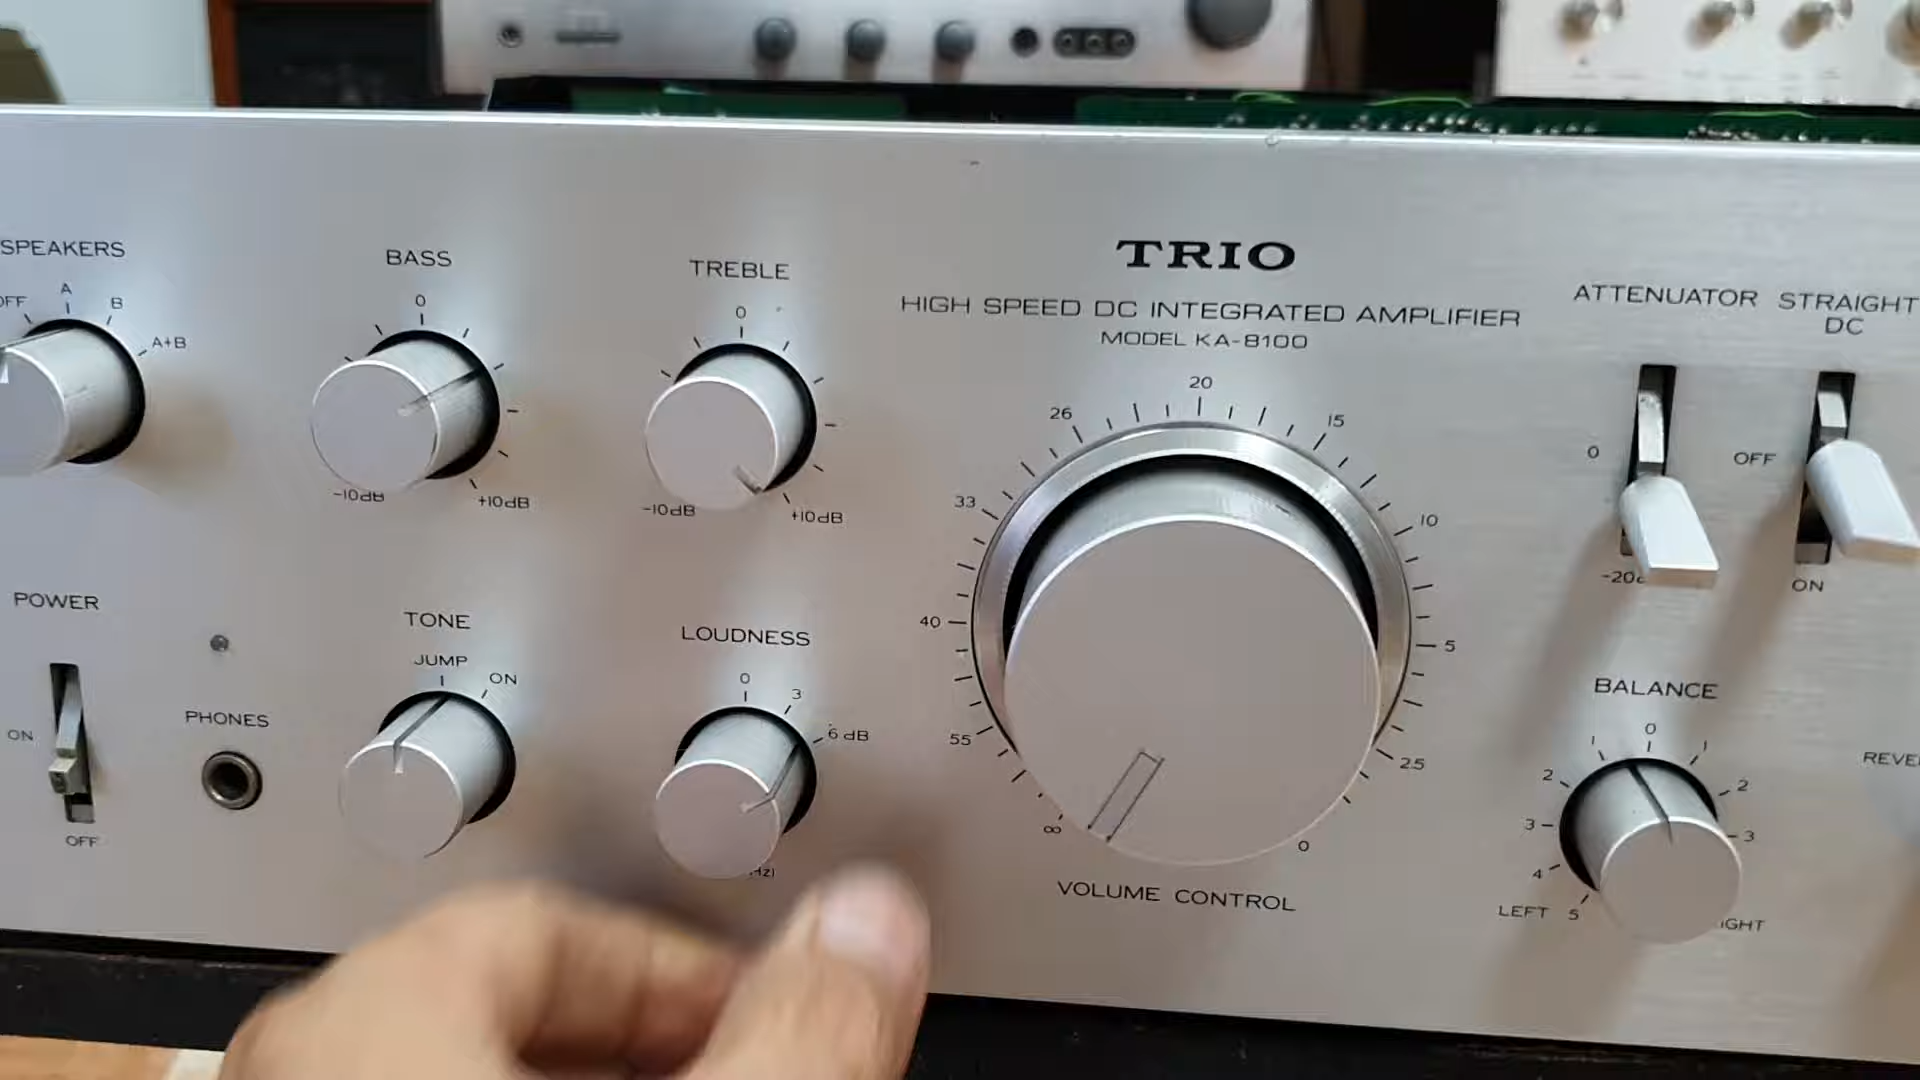 SPEAKERS
OFF A B A+B
BASS
0
-10dB +10dB
TREBLE
0
-10dB +10dB
TRIO
HIGH SPEED DC INTEGRATED AMPLIFIER
MODEL KA-8100
20
26 15
33 10
40 5
55 2.5
∞ 0
VOLUME CONTROL
ATTENUATOR
0
STRAIGHT
DC
OFF
ON
POWER
ON
OFF
PHONES
TONE
JUMP ON
LOUDNESS
0 3 6 dB
BALANCE
0
1 1
2 2
3 3
4
LEFT 5